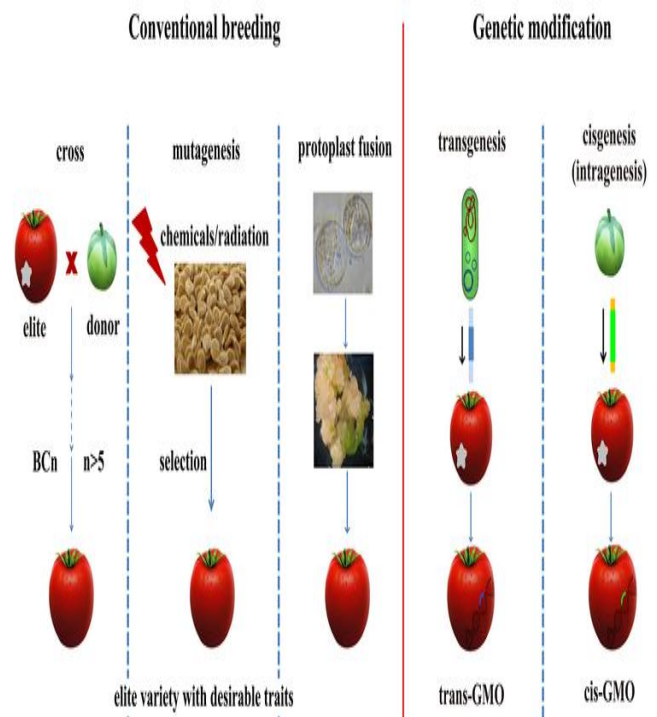 Conventional breeding
Genetic modification
cross
mutagenesis
protoplast fusion
transgenesis
cisgenesis
(intragenesis)
chemicals/radiation
elite
donor
BCn n>5
selection
elite variety with desirable traits
trans-GMO
cis-GMO